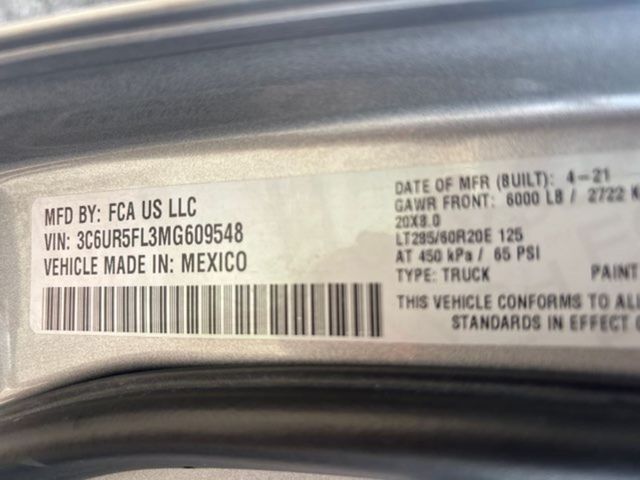 MFD BY: FCA US LLC
VIN: 3C6UR5FL3MG609548
VEHICLE MADE IN: MEXICO
DATE OF MFR (BUILT): 4-21
GAWR FRONT: 6000 LB / 2722 K
20X8.0
LT285/60R20E 125
AT 450 kPa / 65 PSI
TYPE: TRUCK PAINT
THIS VEHICLE CONFORMS TO ALL
STANDARDS IN EFFECT